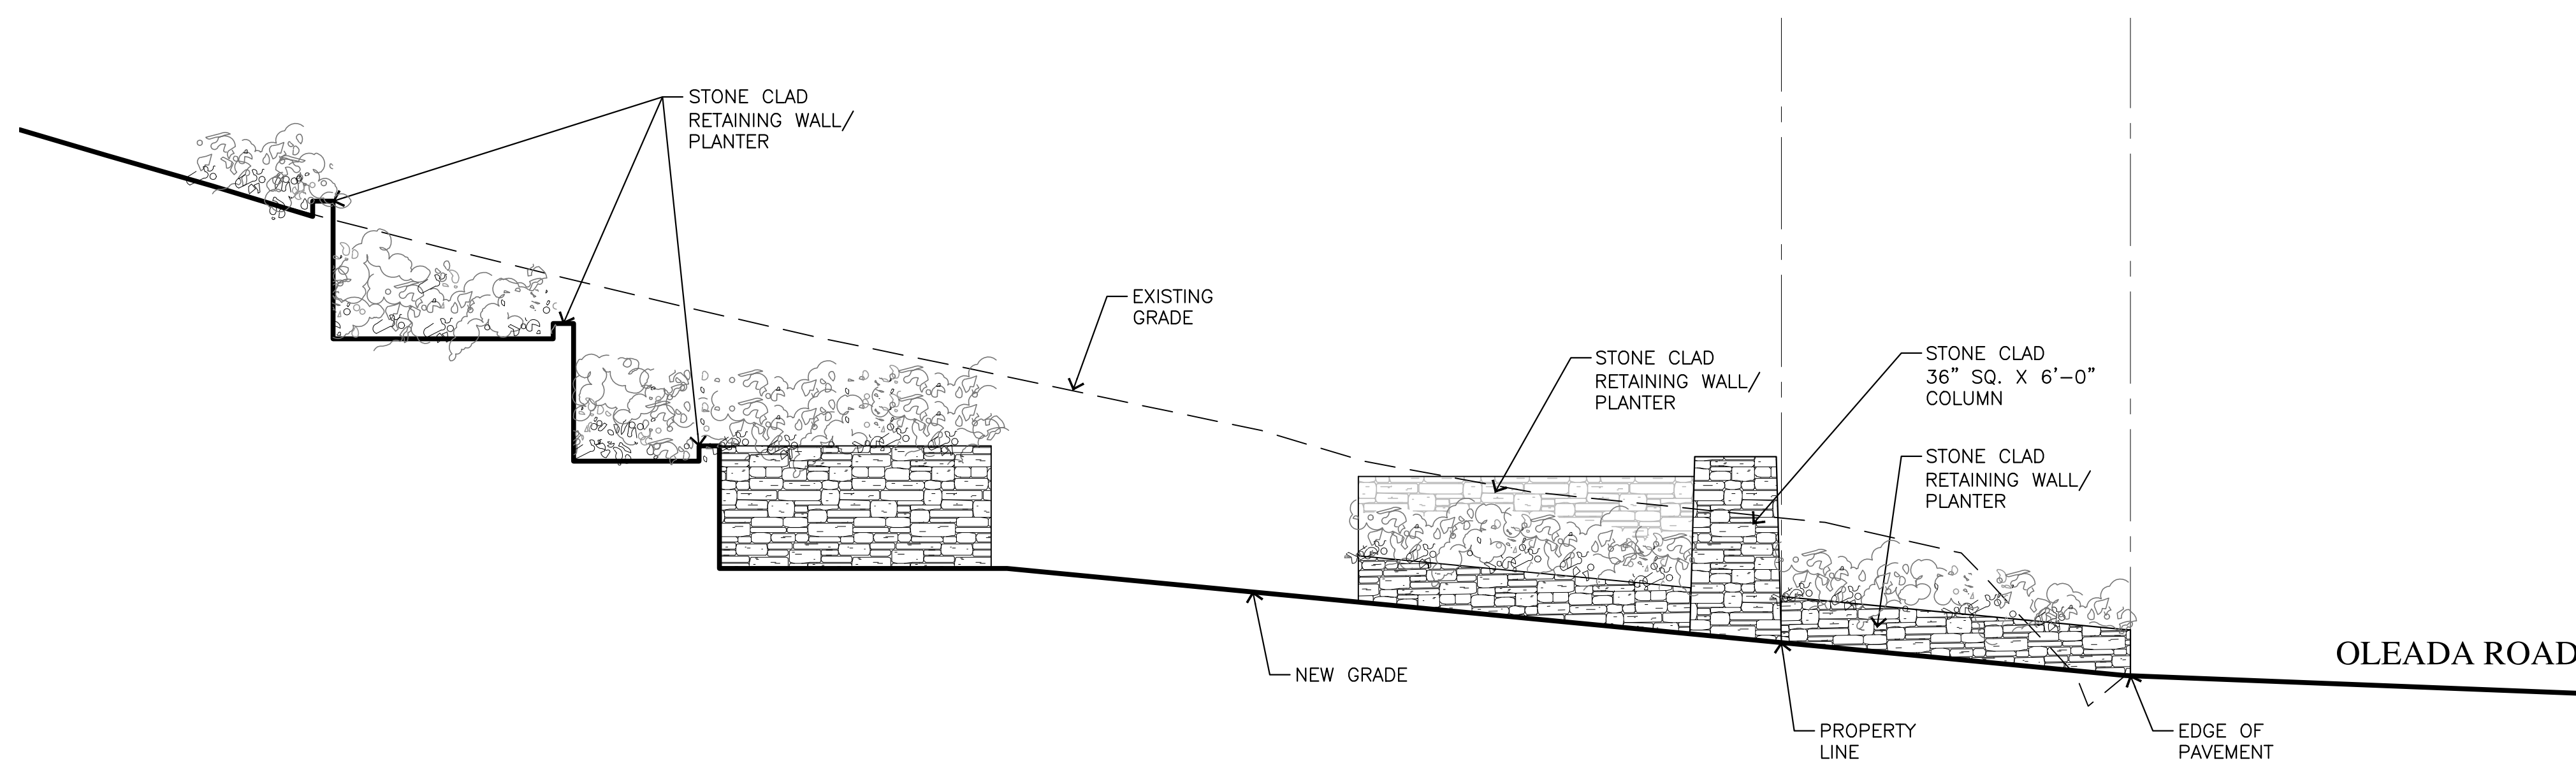 STONE CLAD
RETAINING WALL/
PLANTER
EXISTING
GRADE
STONE CLAD
RETAINING WALL/
PLANTER
STONE CLAD
36” SQ. X 6’–0”
COLUMN
STONE CLAD
RETAINING WALL/
PLANTER
OLEADA ROAD
NEW GRADE
PROPERTY
LINE
EDGE OF
PAVEMENT